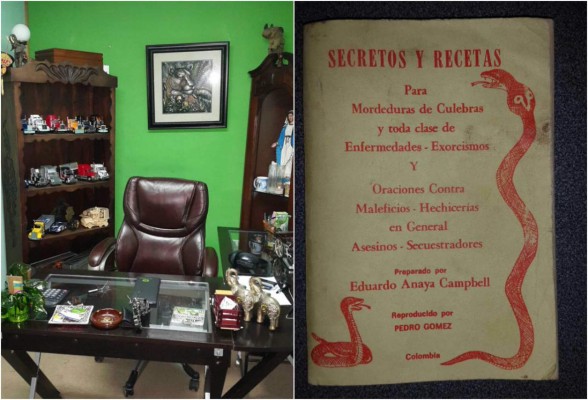 SECRETOS Y RECETAS
Para
Mordeduras de Culebras
y toda clase de
Enfermedades - Exorcismos
Y
Oraciones Contra
Maleficios - Hechicerias
en General
Asesinos - Secuestradores
Preparado por
Eduardo Anaya Campbell
Reproducido por
PEDRO GOMEZ
Colombia